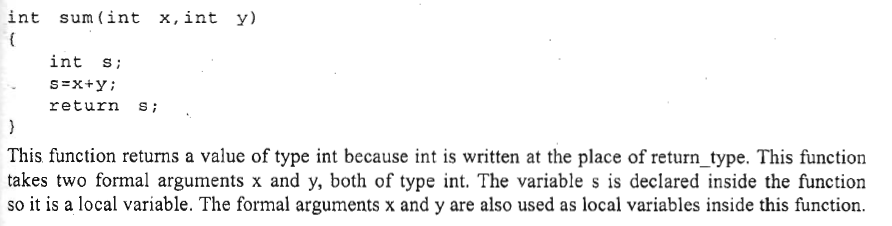 int sum(int x,int y)
{
int s;
s=x+y;
return s;
}
This function returns a value of type int because int is written at the place of return_type. This function
takes two formal arguments x and y, both of type int. The variable s is declared inside the function
so it is a local variable. The formal arguments x and y are also used as local variables inside this function.